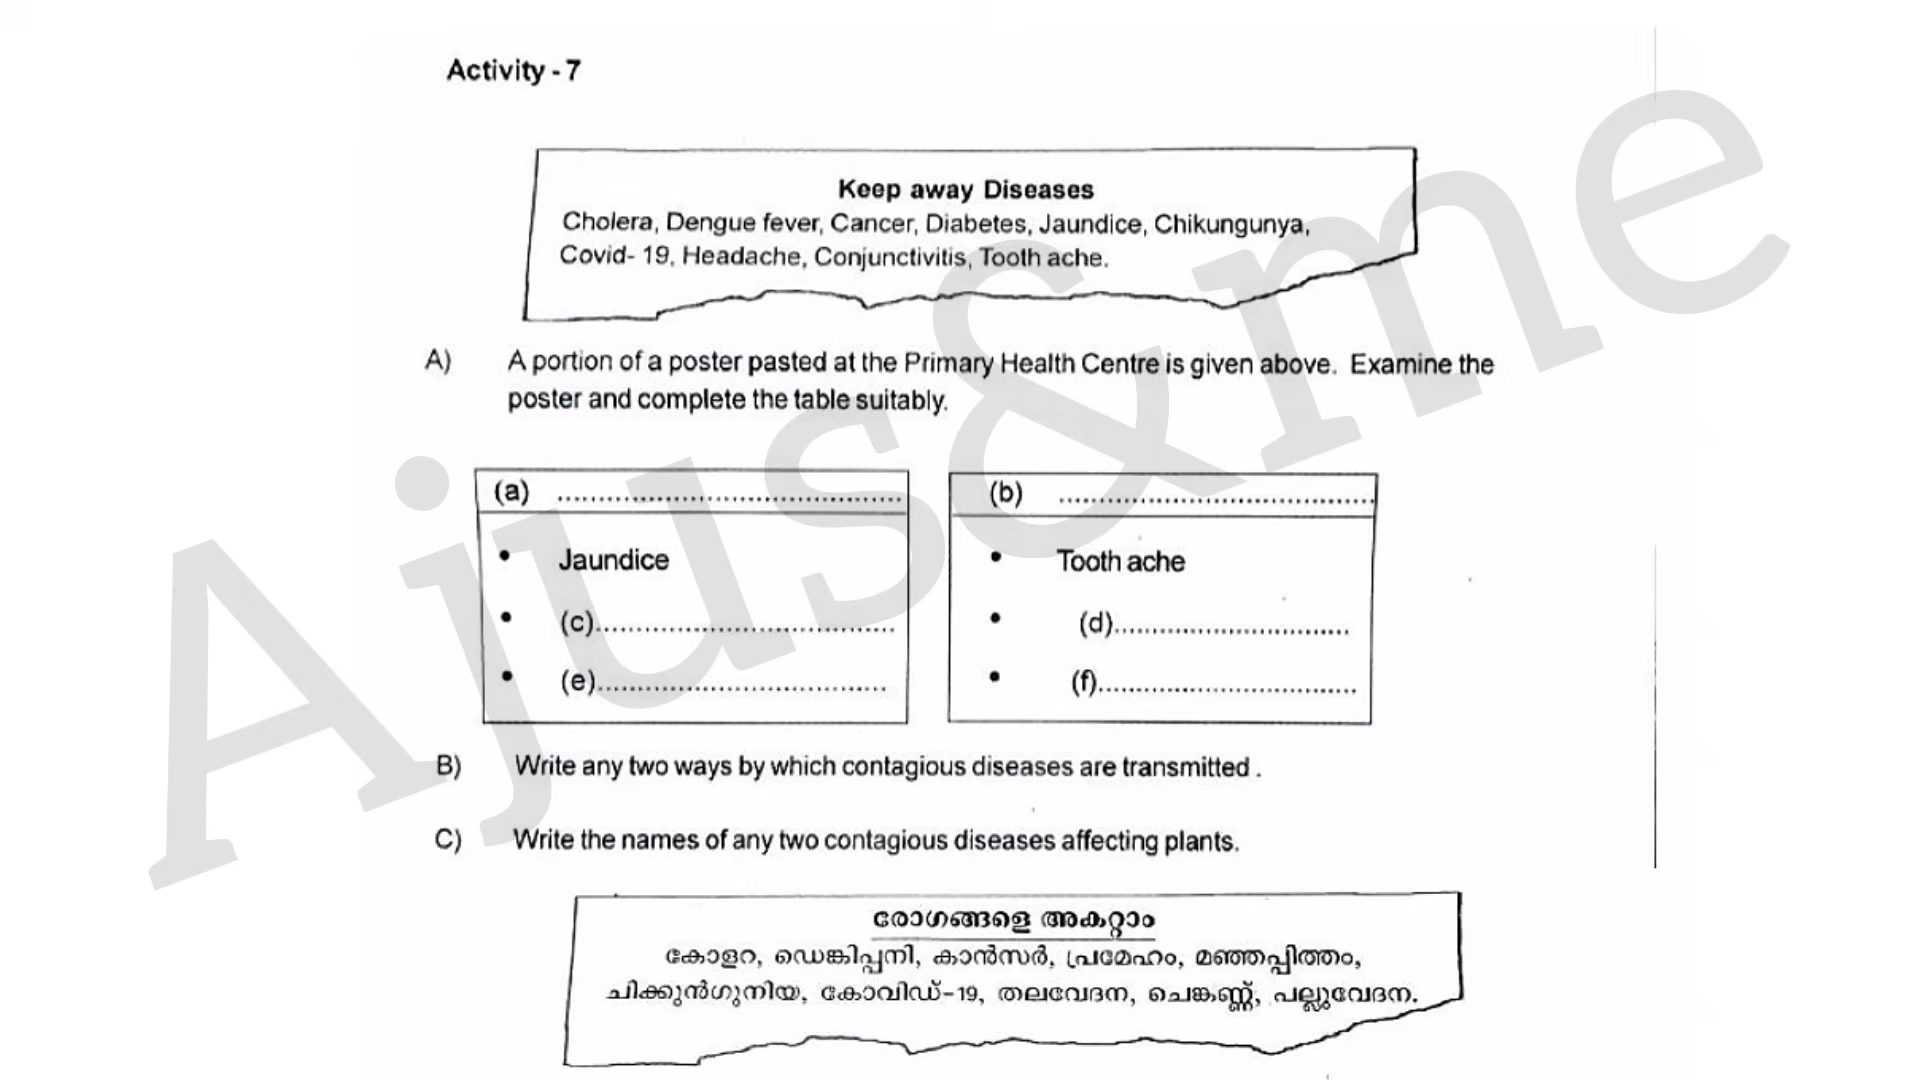 Activity - 7
Keep away Diseases
Cholera, Dengue fever, Cancer, Diabetes, Jaundice, Chikungunya,
Covid- 19, Headache, Conjunctivitis, Tooth ache.
A) A portion of a poster pasted at the Primary Health Centre is given above. Examine the
poster and complete the table suitably.
(a) ..........................................
• Jaundice
• (c)....................................
• (e)....................................
(b) ......................................
• Tooth ache
• (d)..............................
• (f)................................
B) Write any two ways by which contagious diseases are transmitted .
C) Write the names of any two contagious diseases affecting plants.
രോഗങ്ങളെ അകറ്റാം
കോളറ, ഡെങ്കിപ്പനി, കാൻസർ, പ്രമേഹം, മഞ്ഞപ്പിത്തം,
ചിക്കുൻഗുനിയ, കോവിഡ്-19, തലവേദന, ചെങ്കണ്ണ്, പല്ലുവേദന.
Ajus&me